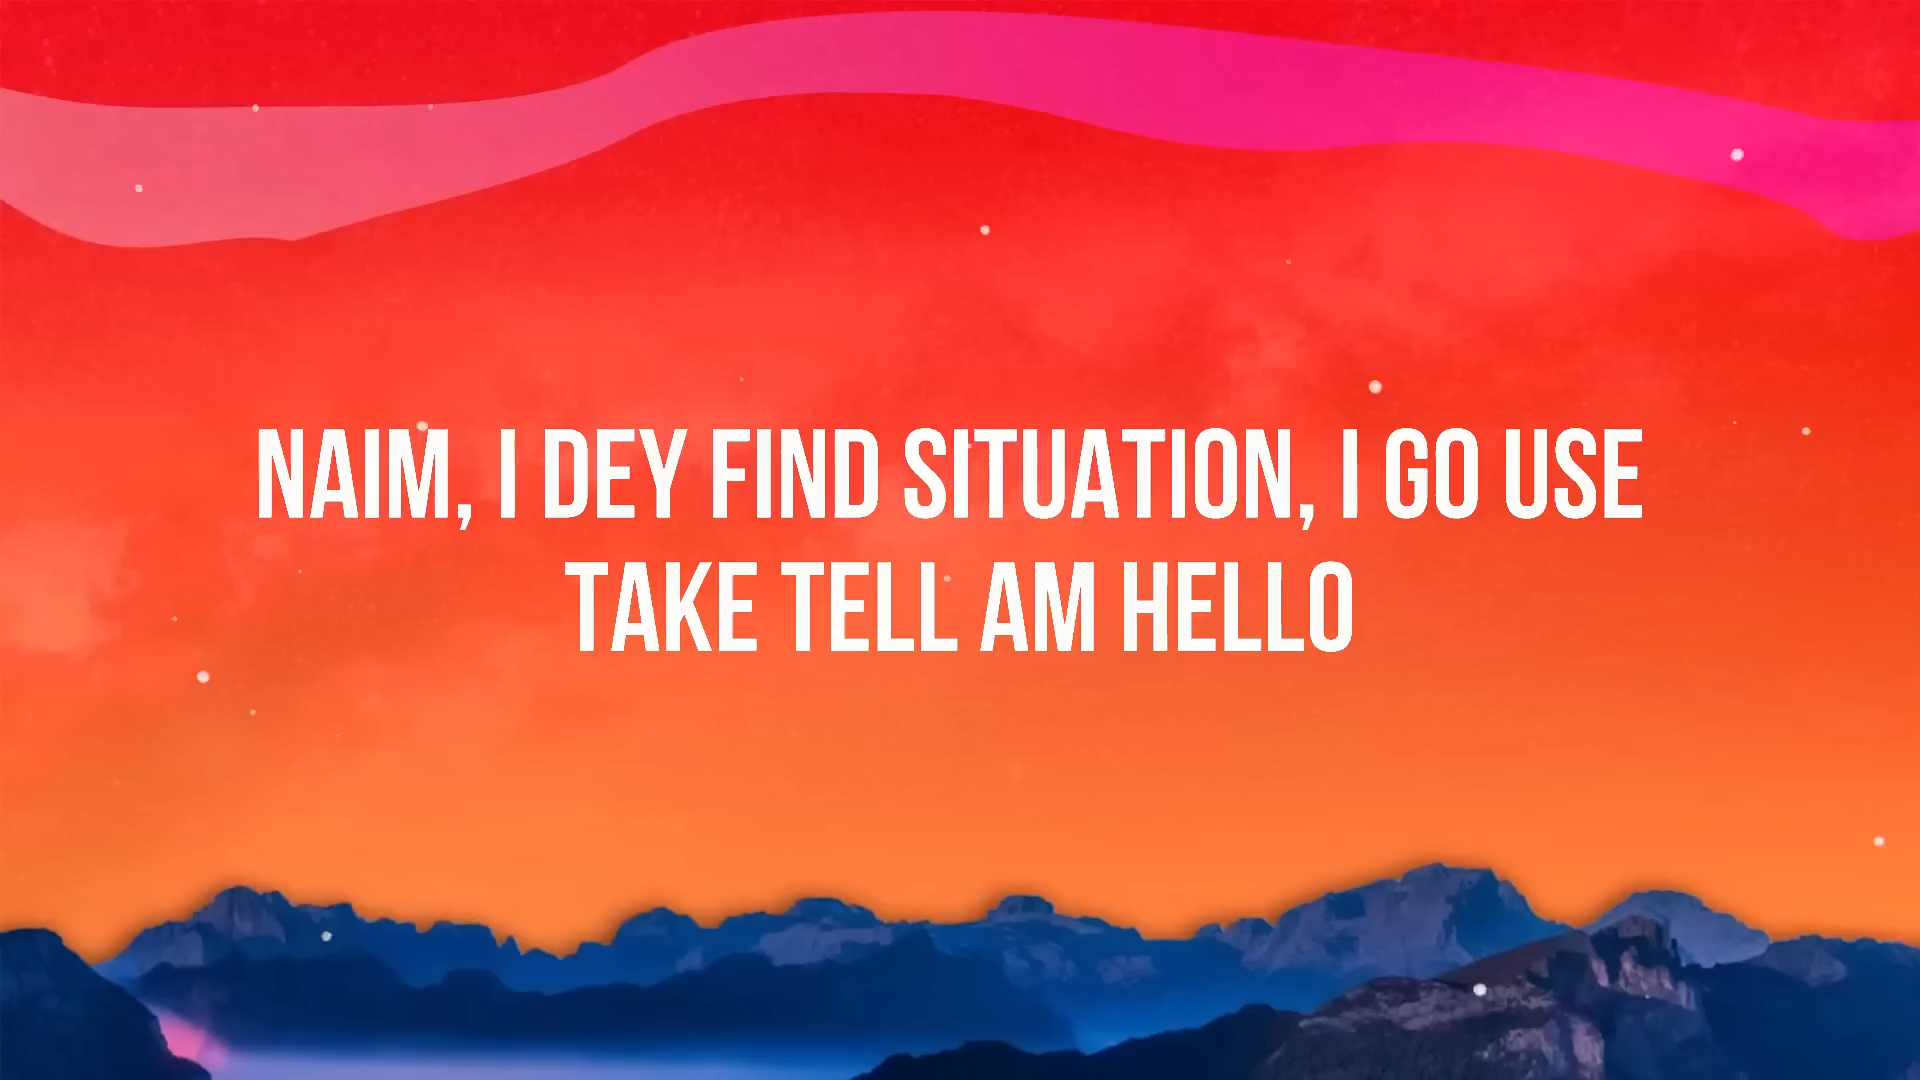 NAIM, I DEY FIND SITUATION, I GO USE
TAKE TELL AM HELLO